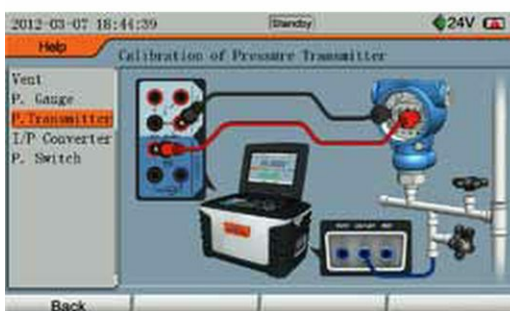 2012-03-07 18:44:39 Standby 24V
Help
Calibration of Pressure Transmitter
Vent
P. Gauge
P.Transmitter
I/P Converter
P. Switch
Back